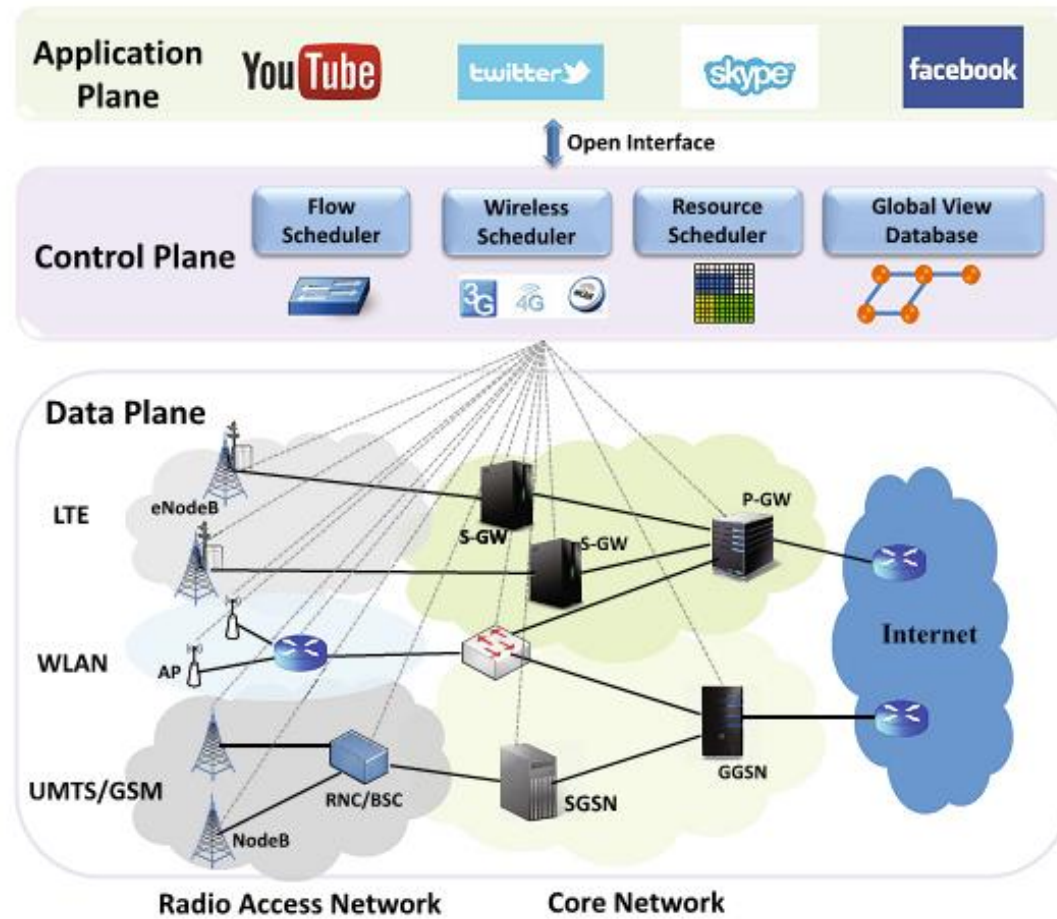 Application
Plane
YouTube
twitter
skype
facebook
Open Interface
Control Plane
Flow
Scheduler
Wireless
Scheduler
Resource
Scheduler
Global View
Database
3G
4G
Data Plane
LTE
eNodeB
S-GW
S-GW
P-GW
WLAN
AP
Internet
UMTS/GSM
NodeB
RNC/BSC
SGSN
GGSN
Radio Access Network
Core Network